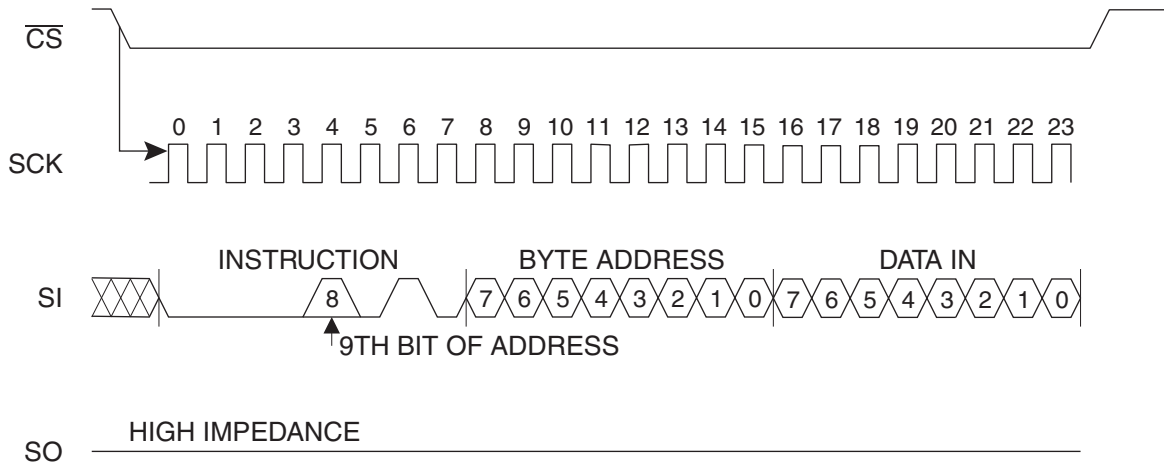 CS
0 1 2 3 4 5 6 7 8 9 10 11 12 13 14 15 16 17 18 19 20 21 22 23
SCK
INSTRUCTION BYTE ADDRESS DATA IN
SI 8 7 6 5 4 3 2 1 0 7 6 5 4 3 2 1 0
9TH BIT OF ADDRESS
HIGH IMPEDANCE
SO